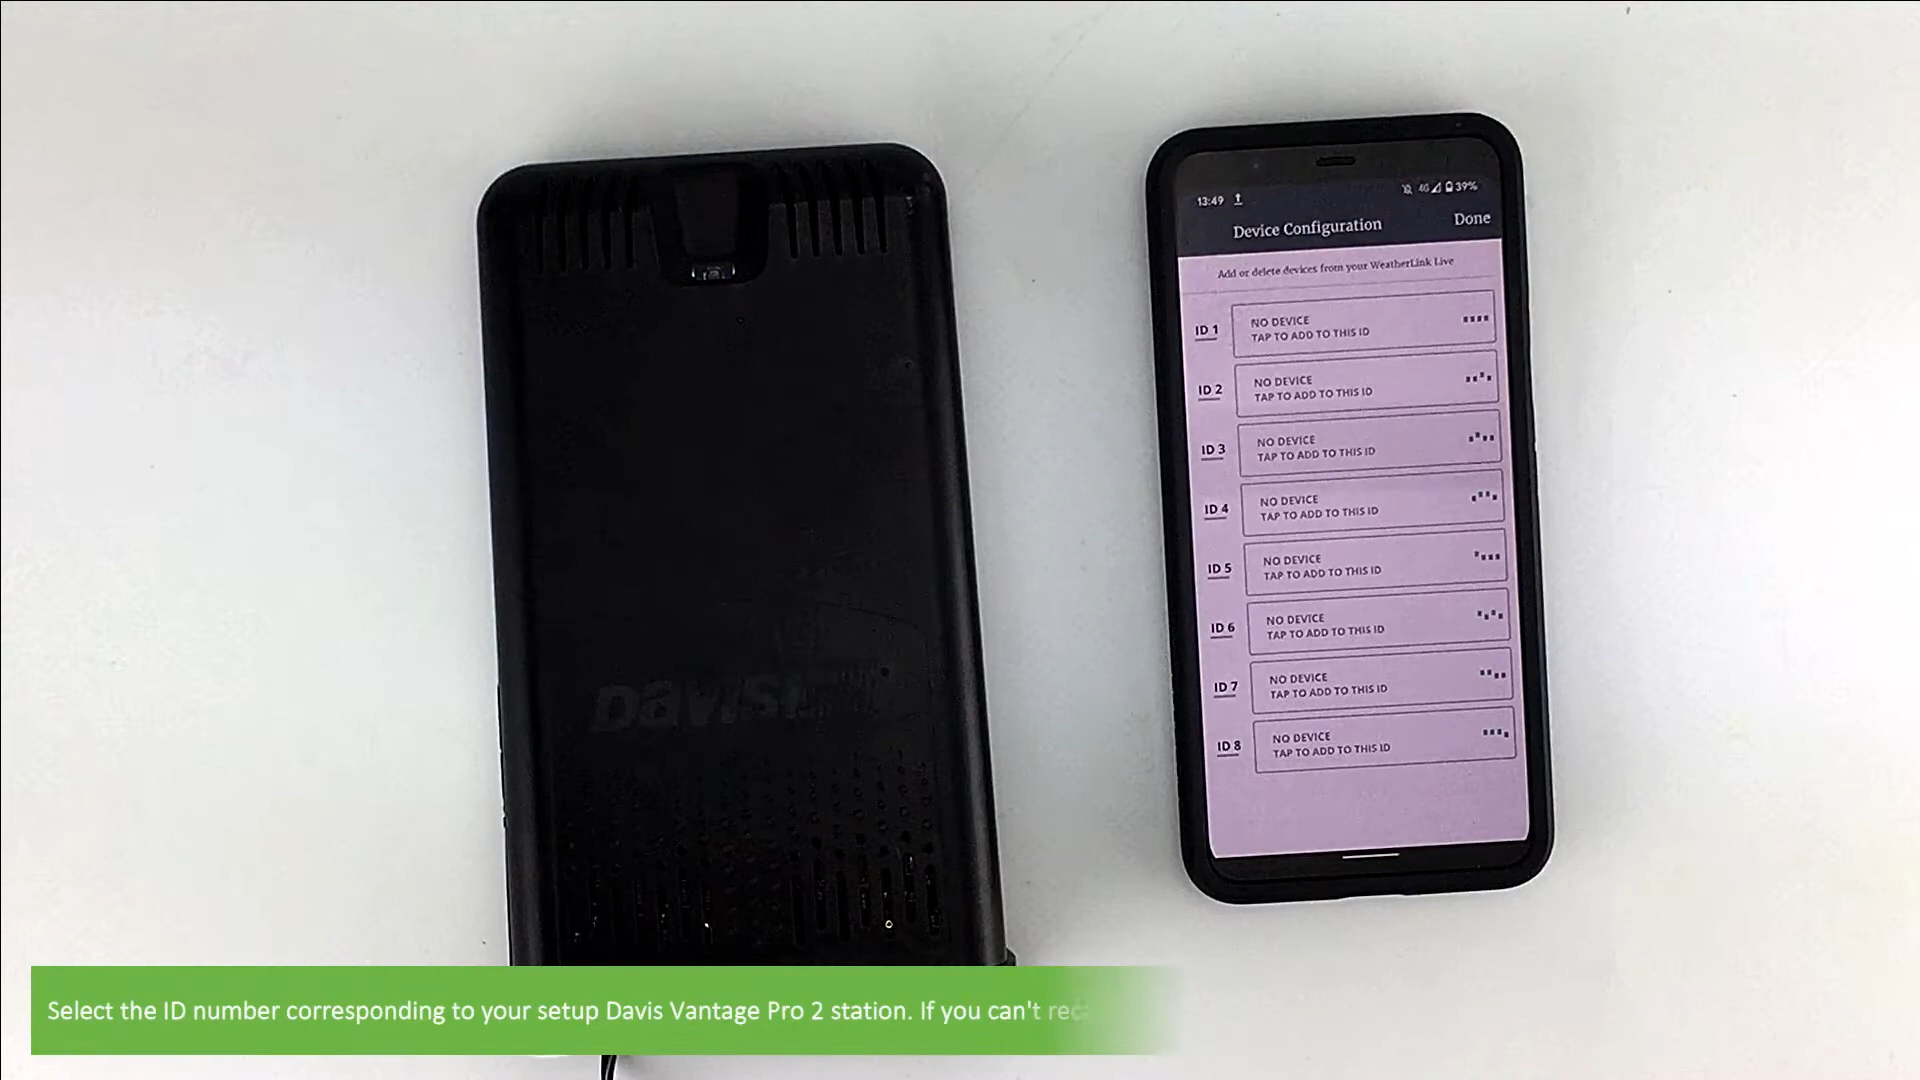 13:49
4G
39%
Device Configuration
Done
Add or delete devices from your WeatherLink Live
ID 1
NO DEVICE
TAP TO ADD TO THIS ID
ID 2
NO DEVICE
TAP TO ADD TO THIS ID
ID 3
NO DEVICE
TAP TO ADD TO THIS ID
ID 4
NO DEVICE
TAP TO ADD TO THIS ID
ID 5
NO DEVICE
TAP TO ADD TO THIS ID
ID 6
NO DEVICE
TAP TO ADD TO THIS ID
ID 7
NO DEVICE
TAP TO ADD TO THIS ID
ID 8
NO DEVICE
TAP TO ADD TO THIS ID
Davis
Select the ID number corresponding to your setup Davis Vantage Pro 2 station. If you can't